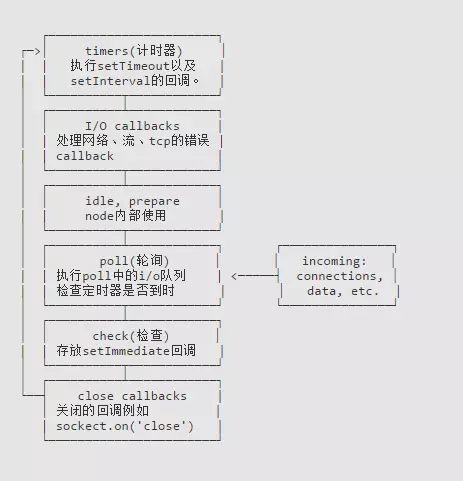 timers(计时器)
执行setTimeout以及
setInterval的回调。
I/O callbacks
处理网络、流、tcp的错误
callback
idle, prepare
node内部使用
poll(轮询)
执行poll中的i/o队列
检查定时器是否到时
incoming:
connections,
data, etc.
check(检查)
存放setImmediate回调
close callbacks
关闭的回调例如
sockect.on('close')